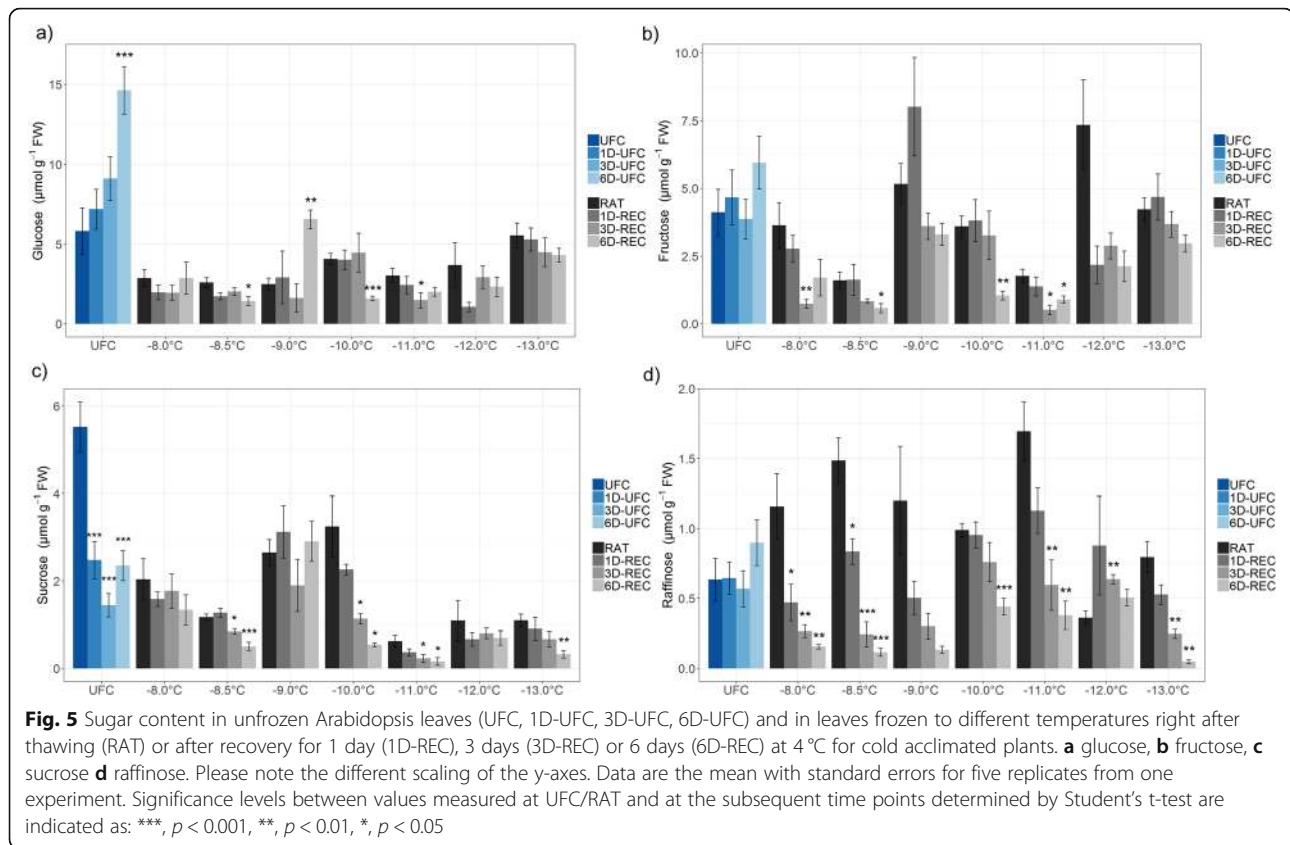 a)
***
15
10
5
0
Glucose (µmol g⁻¹ FW)
**
*
***
*
UFC -8.0°C -8.5°C -9.0°C -10.0°C -11.0°C -12.0°C -13.0°C
UFC
1D-UFC
3D-UFC
6D-UFC
RAT
1D-REC
3D-REC
6D-REC
b)
10.0
7.5
5.0
2.5
0.0
Fructose (µmol g⁻¹ FW)
**
*
**
*
*
UFC -8.0°C -8.5°C -9.0°C -10.0°C -11.0°C -12.0°C -13.0°C
UFC
1D-UFC
3D-UFC
6D-UFC
RAT
1D-REC
3D-REC
6D-REC
c)
6
4
2
0
Sucrose (µmol g⁻¹ FW)
***
***
***
*
***
*
*
*
*
**
UFC -8.0°C -8.5°C -9.0°C -10.0°C -11.0°C -12.0°C -13.0°C
UFC
1D-UFC
3D-UFC
6D-UFC
RAT
1D-REC
3D-REC
6D-REC
d)
2.0
1.5
1.0
0.5
0.0
Raffinose (µmol g⁻¹ FW)
*
**
**
*
***
***
***
**
**
**
**
**
UFC -8.0°C -8.5°C -9.0°C -10.0°C -11.0°C -12.0°C -13.0°C
UFC
1D-UFC
3D-UFC
6D-UFC
RAT
1D-REC
3D-REC
6D-REC
Fig. 5 Sugar content in unfrozen Arabidopsis leaves (UFC, 1D-UFC, 3D-UFC, 6D-UFC) and in leaves frozen to different temperatures right after
thawing (RAT) or after recovery for 1 day (1D-REC), 3 days (3D-REC) or 6 days (6D-REC) at 4 °C for cold acclimated plants. a glucose, b fructose, c
sucrose d raffinose. Please note the different scaling of the y-axes. Data are the mean with standard errors for five replicates from one
experiment. Significance levels between values measured at UFC/RAT and at the subsequent time points determined by Student's t-test are
indicated as: ***, p < 0.001, **, p < 0.01, *, p < 0.05